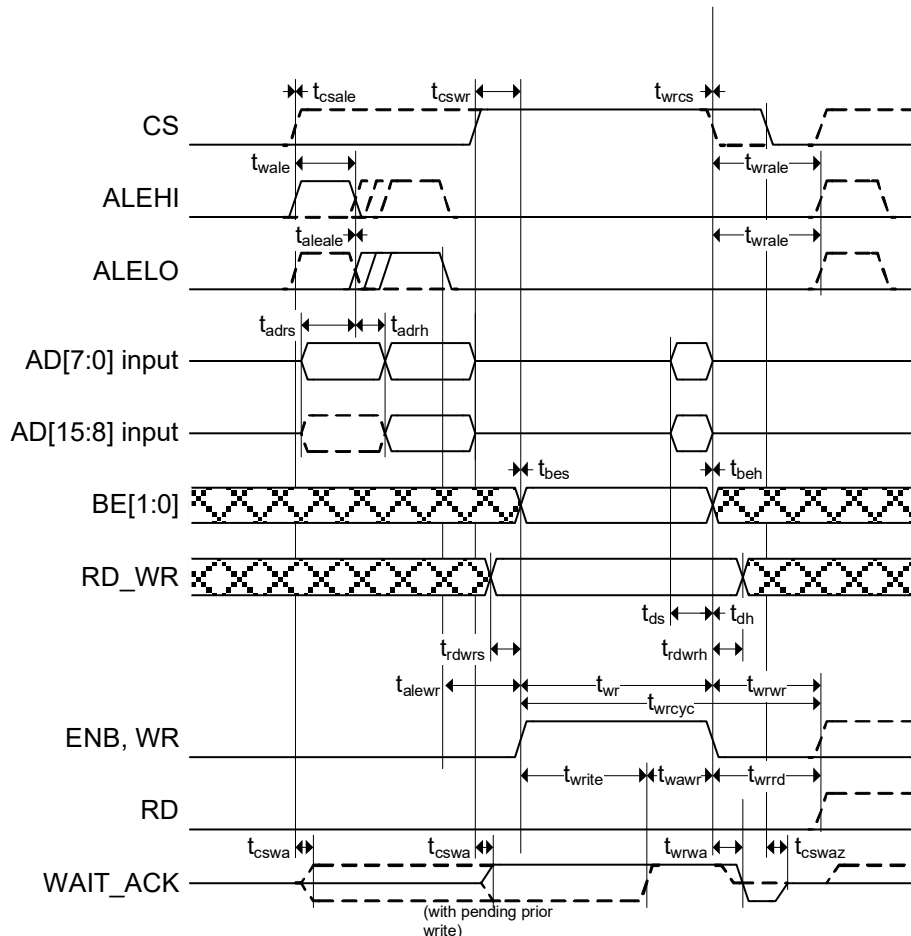 tcsale
tcswr
twrcs
CS
twale
twrale
ALEHI
taleale
twrale
ALELO
tadrs
tadrh
AD[7:0] input
AD[15:8] input
tbes
tbeh
BE[1:0]
RD_WR
tds
tdh
trdwrs
trdwrh
talewr
twr
twrwr
twrcyc
ENB, WR
twrite
twawr
twrrd
RD
tcswa
tcswa
twrwa
tcswaz
WAIT_ACK
(with pending prior
write)